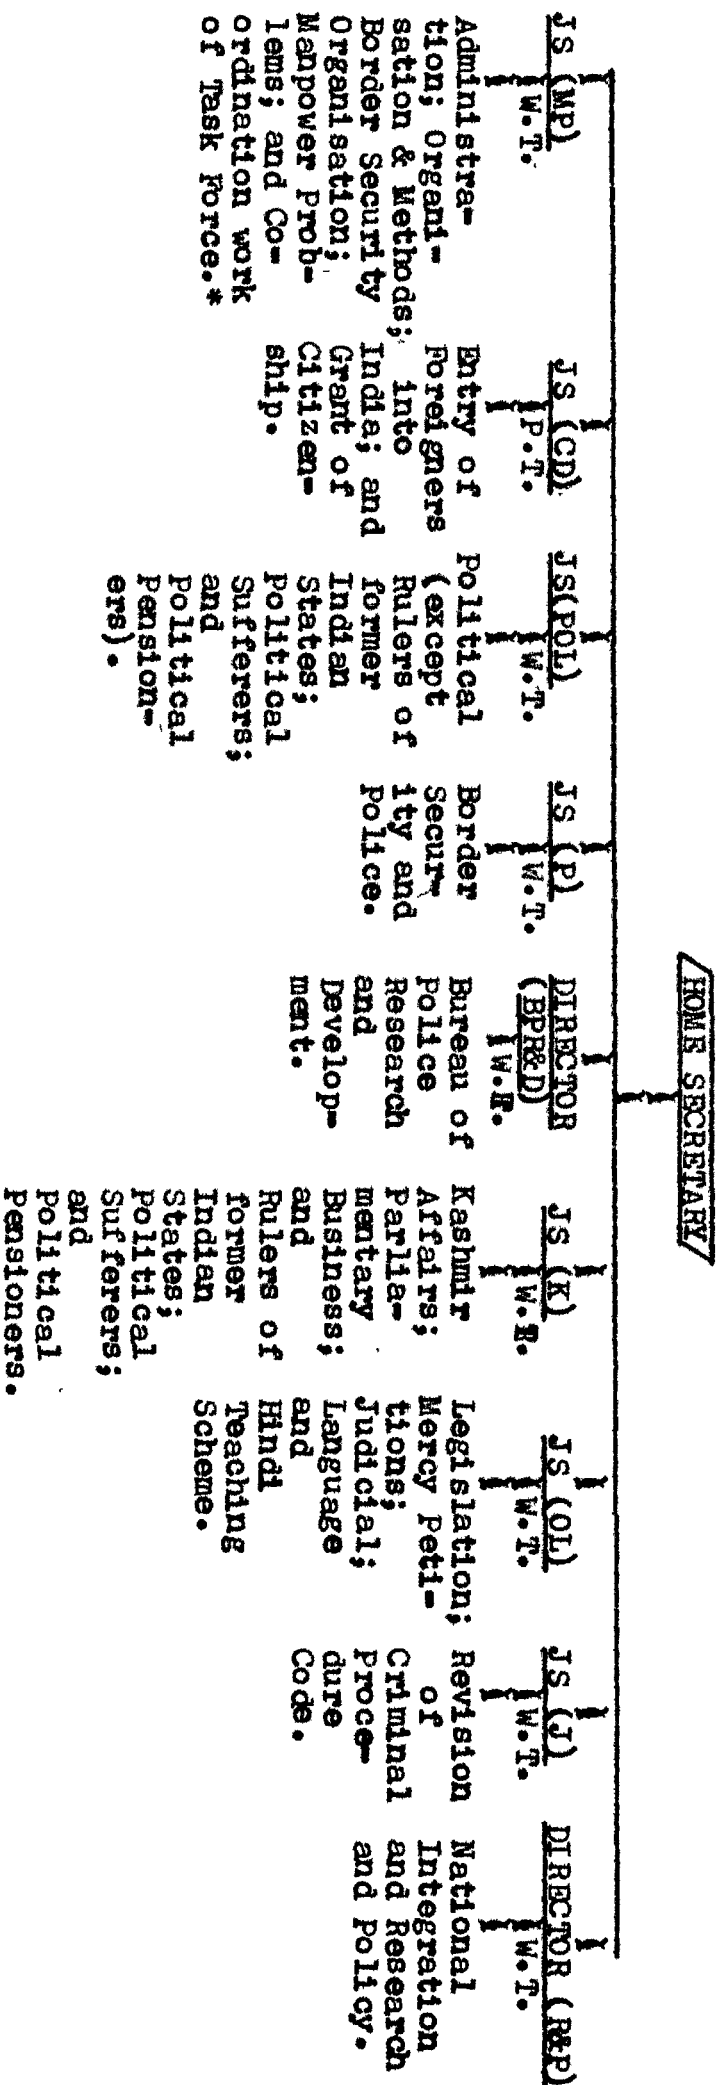 HOME SECRETARY
JS (MP)
W.T.
Administra-
tion; Organi-
sation & Methods;
Border Security
Organisation;
Manpower Prob-
lems; and Co-
ordination work
of Task Force.*
JS (CD)
P.T.
Entry of
Foreigners
into
India; and
Grant of
Citizen-
ship.
JS(POL)
W.T.
Political
(except
Rulers of
former
Indian
States;
Political
Sufferers;
and
Political
Pension-
ers).
JS (P)
W.T.
Border
Secur-
ity and
Police.
DIRECTOR
(BPR&D)
Bureau of
Police
Research
and
Develop-
ment.
JS (K)
Kashmir
Affairs;
Parlia-
mentary
Business;
and
Rulers of
former
Indian
States;
Political
Sufferers;
and
Political
Pensioners.
JS (OL)
W.T.
Legislation;
Mercy Peti-
tions;
Judicial;
Language
and
Hindi
Teaching
Scheme.
JS (J)
W.T.
Revision
of
Criminal
Proce-
dure
Code.
DIRECTOR (R&P)
W.T.
National
Integration
and Research
and Policy.